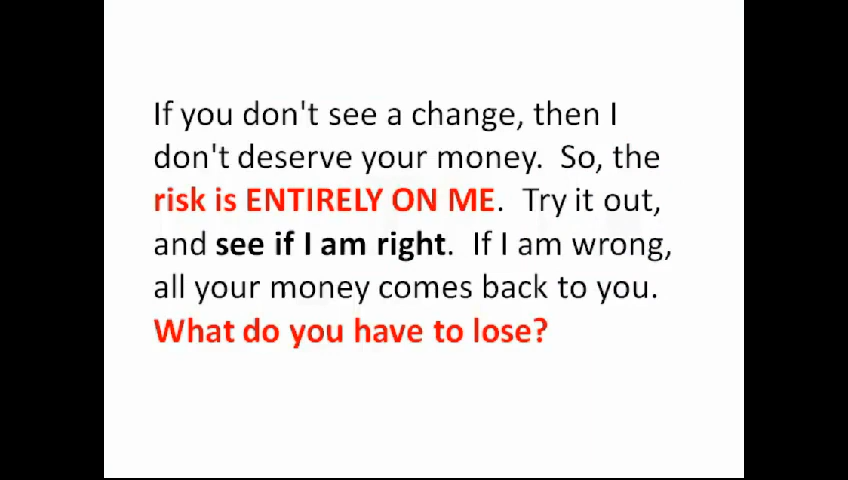 If you don't see a change, then I
don't deserve your money.  So, the
risk is ENTIRELY ON ME.  Try it out,
and see if I am right.  If I am wrong,
all your money comes back to you.
What do you have to lose?